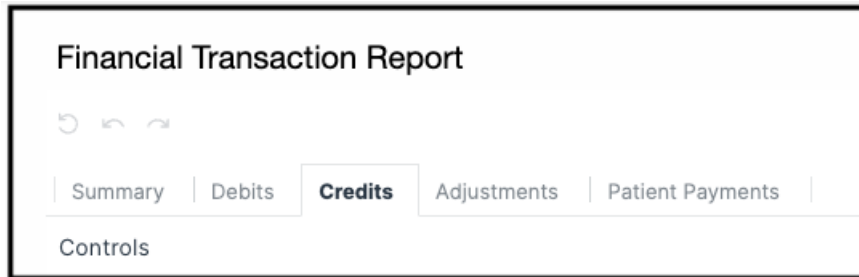 Financial Transaction Report
Summary Debits Credits Adjustments Patient Payments
Controls